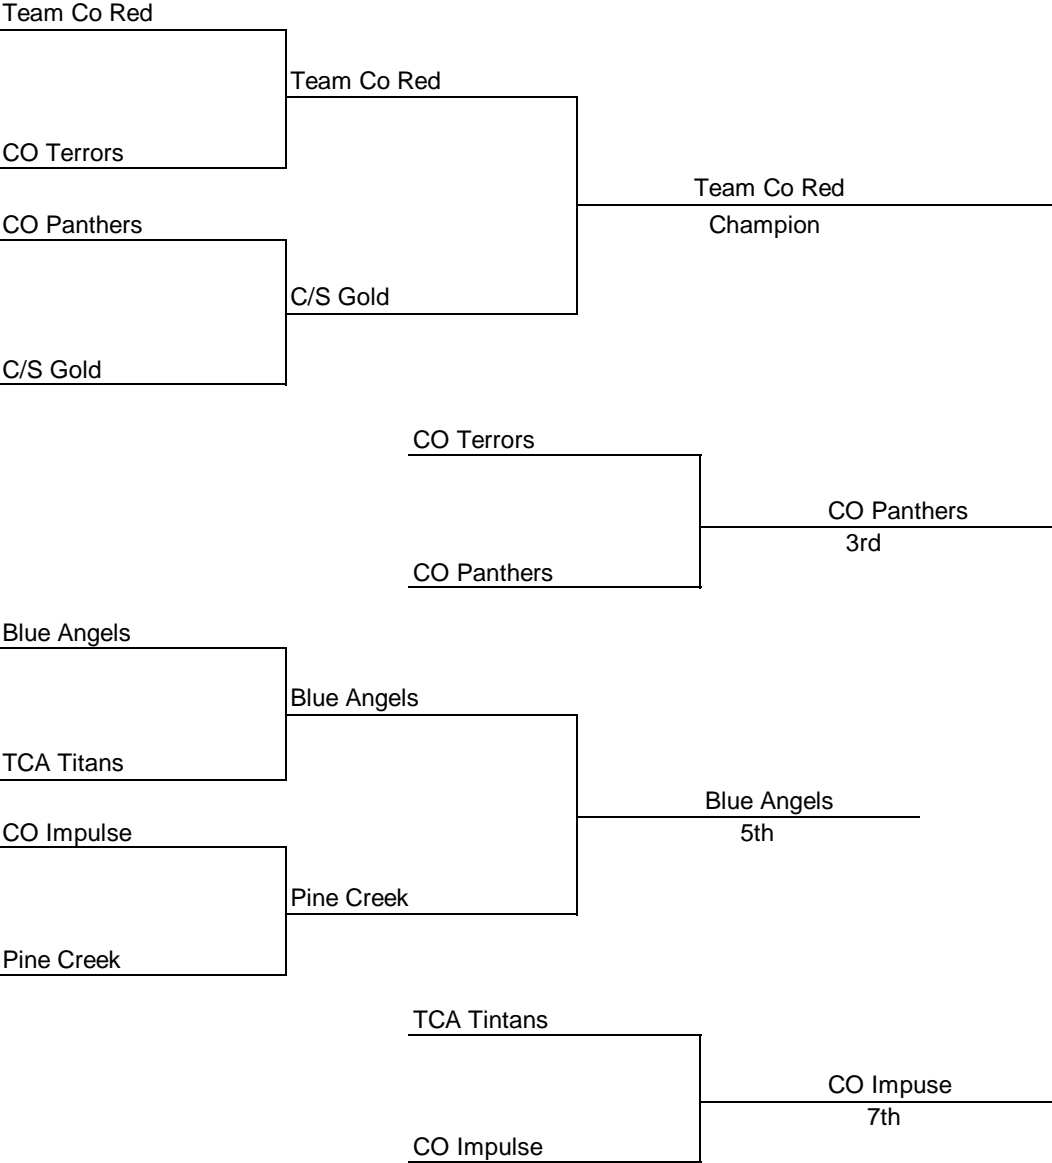 Team Co Red
Team Co Red
CO Terrors
Team Co Red
CO Panthers
Champion
C/S Gold
C/S Gold
CO Terrors
CO Panthers
3rd
CO Panthers
Blue Angels
Blue Angels
TCA Titans
Blue Angels
CO Impulse
5th
Pine Creek
Pine Creek
TCA Tintans
CO Impuse
7th
CO Impulse